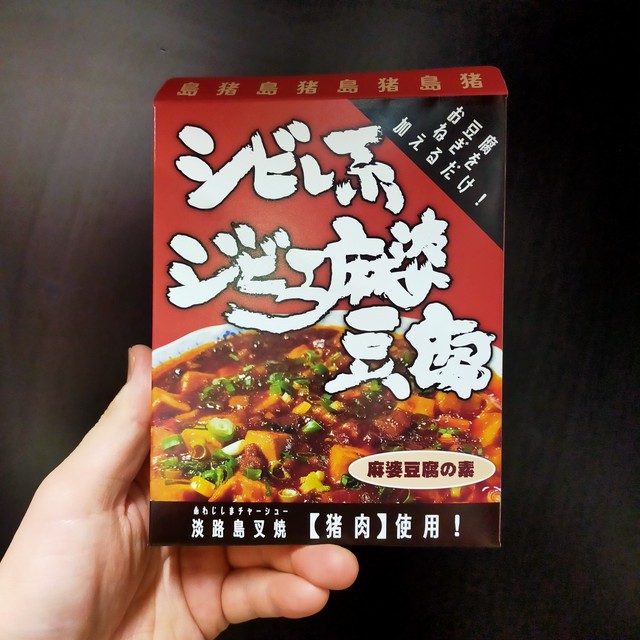 島猪島猪島猪島猪
お豆腐
ねぎを
加えるだけ！
シビレ系
ジビエ麻婆
豆腐
麻婆豆腐の素
あわじしまチャーシュー
淡路島叉焼【猪肉】使用！